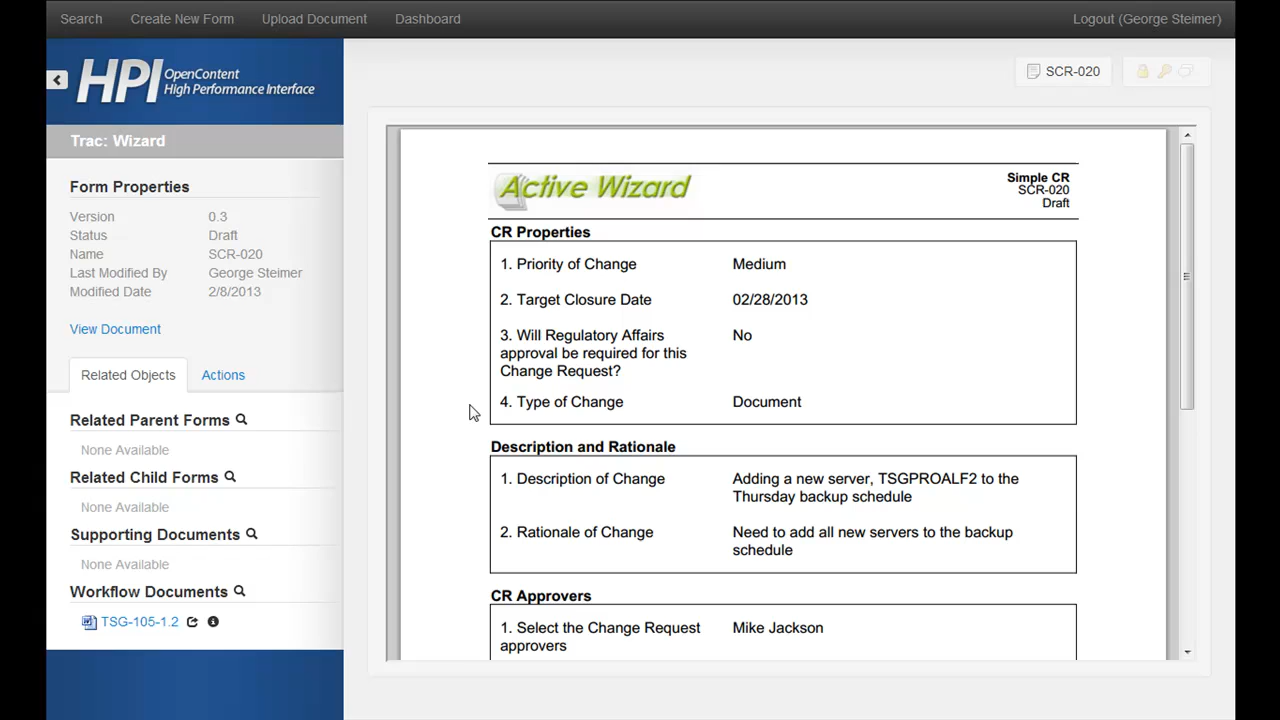 Search Create New Form Upload Document Dashboard Logout (George Steimer)
HPI OpenContent
High Performance Interface
Trac: Wizard
Form Properties
Version 0.3
Status Draft
Name SCR-020
Last Modified By George Steimer
Modified Date 2/8/2013
View Document
Related Objects Actions
Related Parent Forms
None Available
Related Child Forms
None Available
Supporting Documents
None Available
Workflow Documents
TSG-105-1.2
SCR-020
Active Wizard
Simple CR
SCR-020
Draft
CR Properties
1. Priority of Change Medium
2. Target Closure Date 02/28/2013
3. Will Regulatory Affairs No
approval be required for this
Change Request?
4. Type of Change Document
Description and Rationale
1. Description of Change Adding a new server, TSGPROALF2 to the
Thursday backup schedule
2. Rationale of Change Need to add all new servers to the backup
schedule
CR Approvers
1. Select the Change Request Mike Jackson
approvers